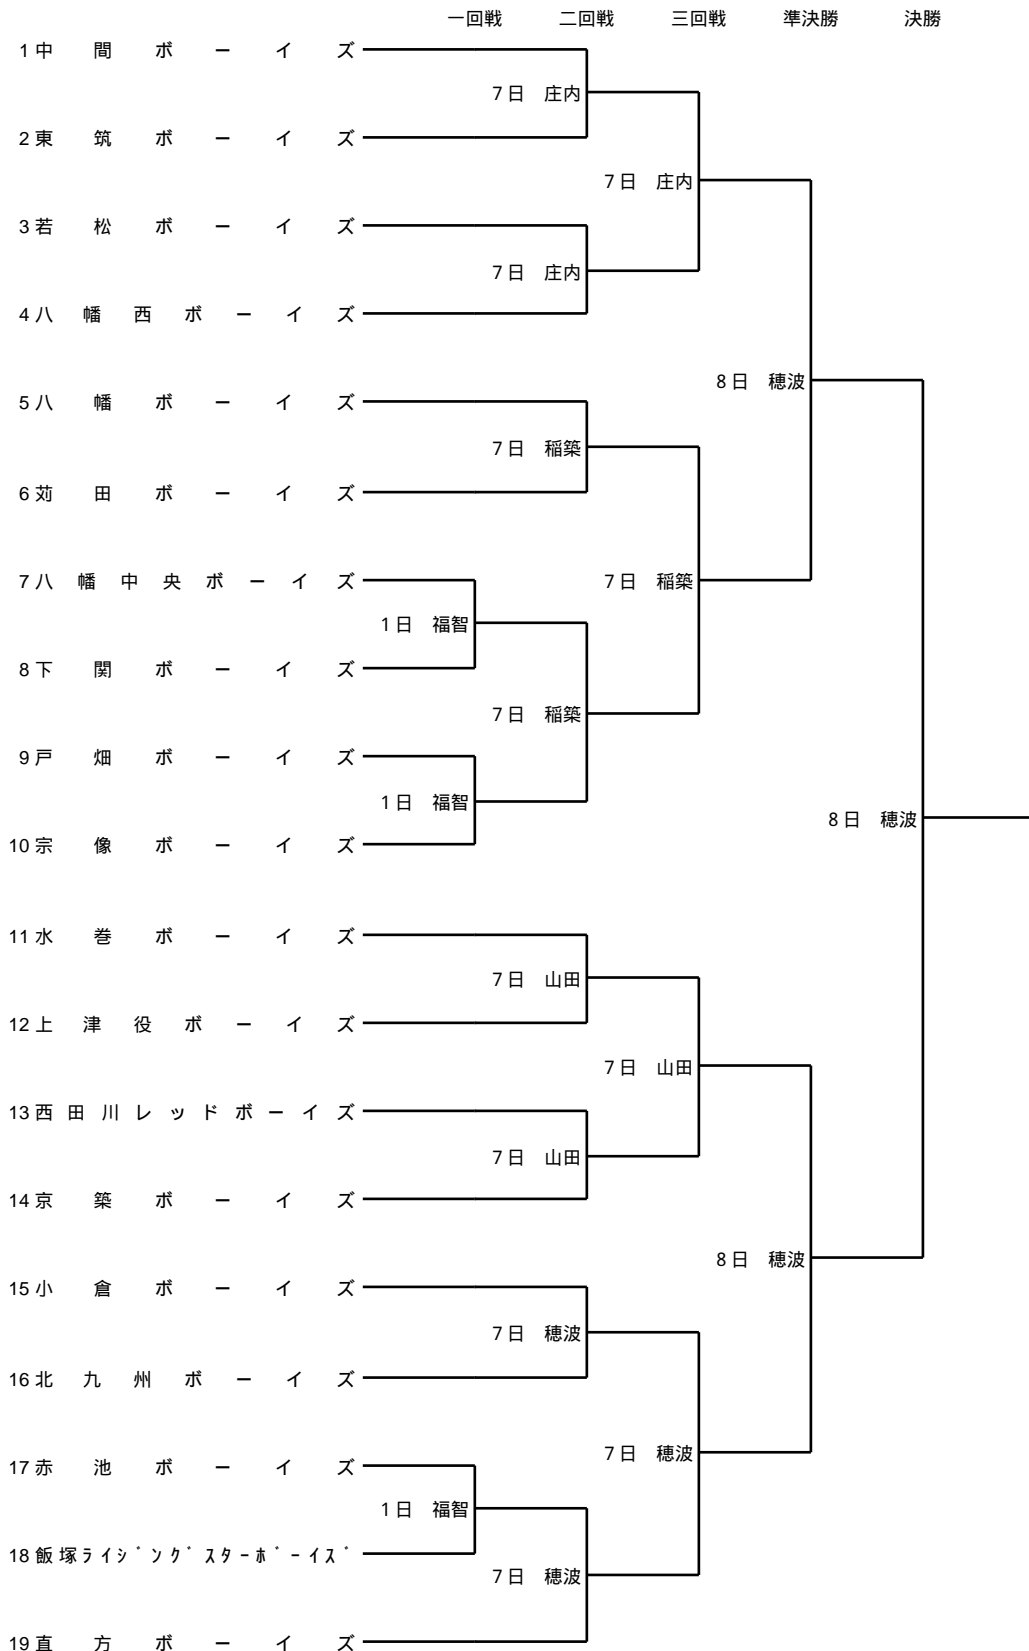 一回戦 二回戦 三回戦 準決勝 決勝
1 中間ボーイズ
7日 庄内
2 東筑ボーイズ
7日 庄内
3 若松ボーイズ
7日 庄内
4 八幡西ボーイズ
8日 穂波
5 八幡ボーイズ
7日 稲築
6 苅田ボーイズ
7 八幡中央ボーイズ
7日 稲築
1日 福智
8 下関ボーイズ
7日 稲築
9 戸畑ボーイズ
1日 福智
8日 穂波
10 宗像ボーイズ
11 水巻ボーイズ
7日 山田
12 上津役ボーイズ
7日 山田
13 西田川レッドボーイズ
7日 山田
14 京築ボーイズ
8日 穂波
15 小倉ボーイズ
7日 穂波
16 北九州ボーイズ
7日 穂波
17 赤池ボーイズ
1日 福智
18 飯塚ライジングスターボーイズ
7日 穂波
19 直方ボーイズ